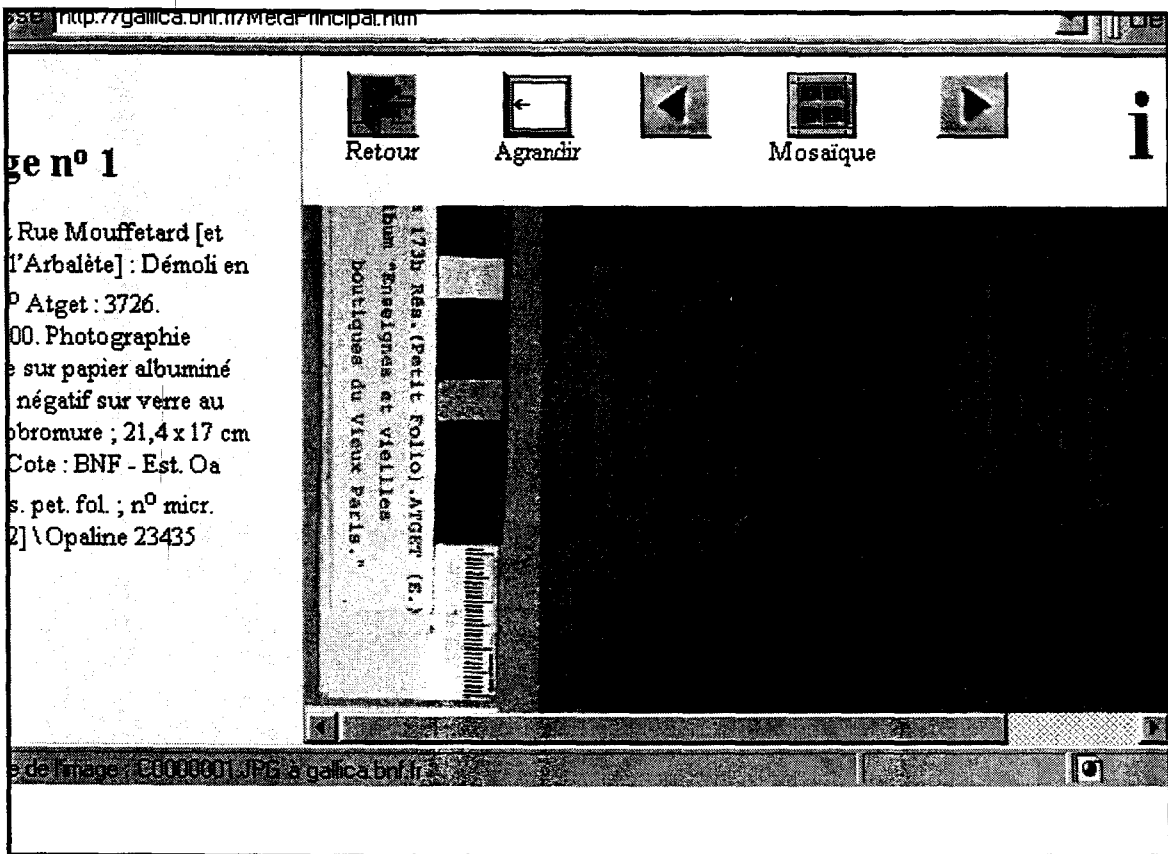 http://gallica.bnf.fr/MetaPrincipal.htm
Retour
Agrandir
Mosaïque
i
ge nº 1
Rue Mouffetard [et
l'Arbalète] : Démoli en
º Atget : 3726.
00. Photographie
e sur papier albuminé
négatif sur verre au
obromure ; 21,4 x 17 cm
Cote : BNF - Est. Oa
s. pet. fol. ; nº micr.
2] \ Opaline 23435
173b Rés.(Petit Folio).ATGET (E.)
lbum "Enseignes et vieilles
boutiques du Vieux Paris."
e de l'image : E0000001.JPG à gallica.bnf.fr